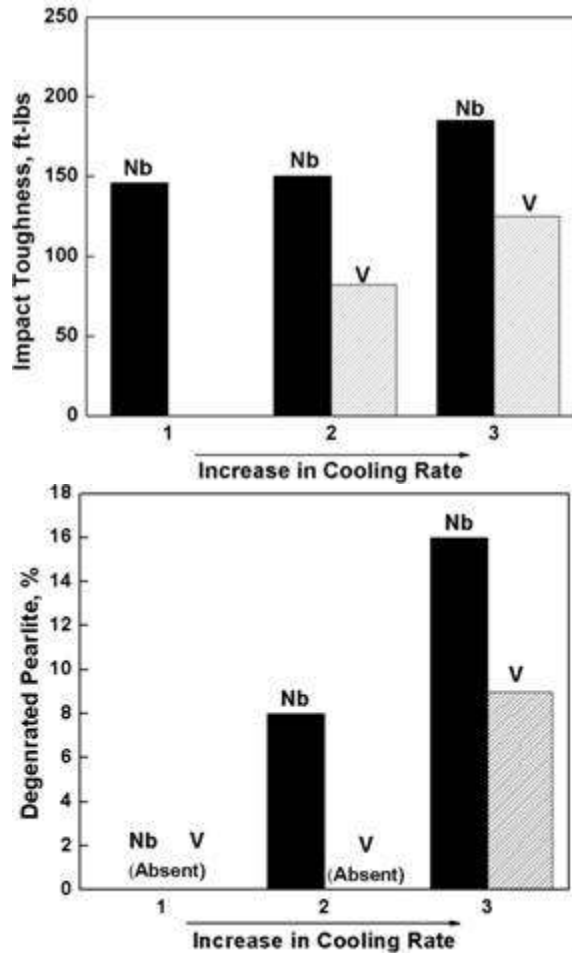 250
200
150
100
50
0
Impact Toughness, ft-lbs
Nb
Nb
V
Nb
V
1 2 3
Increase in Cooling Rate
18
16
14
12
10
8
6
4
2
0
Degenrated Pearlite, %
Nb V
(Absent)
Nb
V
(Absent)
Nb
V
1 2 3
Increase in Cooling Rate